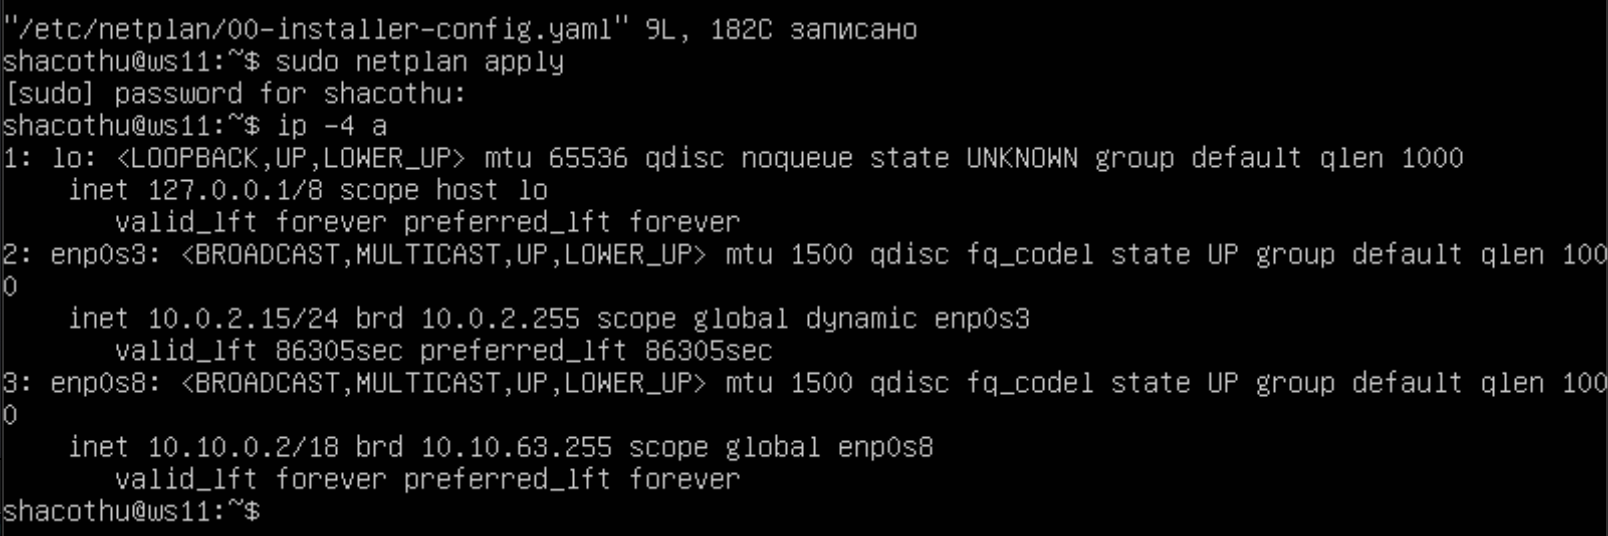 "/etc/netplan/00-installer-config.yaml" 9L, 182C записано
shacothu@ws11:~$ sudo netplan apply
[sudo] password for shacothu:
shacothu@ws11:~$ ip -4 a
1: lo: <LOOPBACK,UP,LOWER_UP> mtu 65536 qdisc noqueue state UNKNOWN group default qlen 1000
    inet 127.0.0.1/8 scope host lo
       valid_lft forever preferred_lft forever
2: enp0s3: <BROADCAST,MULTICAST,UP,LOWER_UP> mtu 1500 qdisc fq_codel state UP group default qlen 100
0
    inet 10.0.2.15/24 brd 10.0.2.255 scope global dynamic enp0s3
       valid_lft 86305sec preferred_lft 86305sec
3: enp0s8: <BROADCAST,MULTICAST,UP,LOWER_UP> mtu 1500 qdisc fq_codel state UP group default qlen 100
0
    inet 10.10.0.2/18 brd 10.10.63.255 scope global enp0s8
       valid_lft forever preferred_lft forever
shacothu@ws11:~$